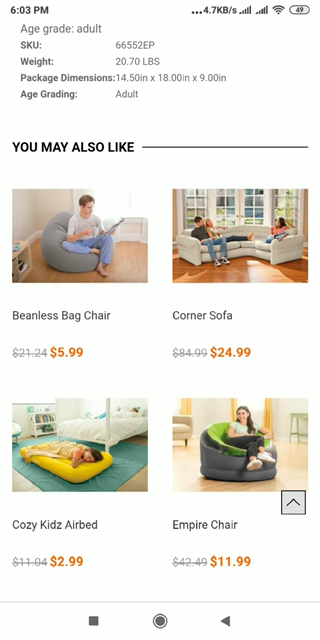 6:03 PM ...4.7KB/s 49
Age grade: adult
SKU: 66552EP
Weight: 20.70 LBS
Package Dimensions:14.50in x 18.00in x 9.00in
Age Grading: Adult
YOU MAY ALSO LIKE
Beanless Bag Chair
$21.24 $5.99
Corner Sofa
$84.99 $24.99
Cozy Kidz Airbed
$11.04 $2.99
Empire Chair
$42.49 $11.99